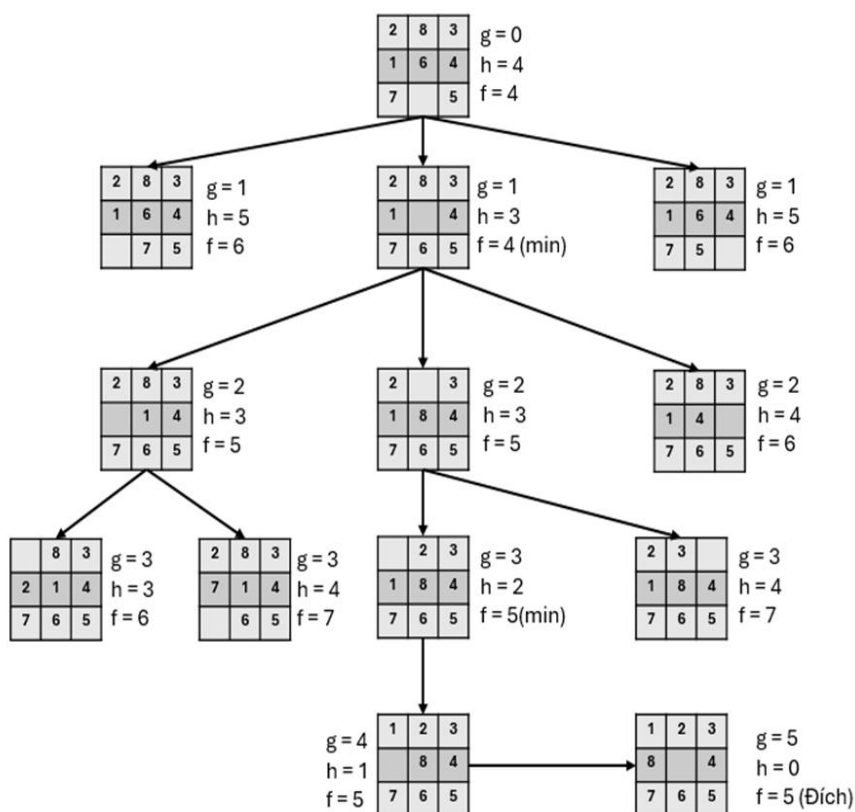 2 8 3 g = 0
1 6 4 h = 4
7 5 f = 4
2 8 3 g = 1
1 6 4 h = 5
7 5 f = 6
2 8 3 g = 1
1 4 h = 3
7 6 5 f = 4 (min)
2 8 3 g = 1
1 6 4 h = 5
7 5 f = 6
2 8 3 g = 2
1 4 h = 3
7 6 5 f = 5
2 3 g = 2
1 8 4 h = 3
7 6 5 f = 5
2 8 3 g = 2
1 4 h = 4
7 6 5 f = 6
8 3 g = 3
2 1 4 h = 3
7 6 5 f = 6
2 8 3 g = 3
7 1 4 h = 4
6 5 f = 7
2 3 g = 3
1 8 4 h = 2
7 6 5 f = 5(min)
2 3 g = 3
1 8 4 h = 4
7 6 5 f = 7
g = 4 1 2 3
h = 1 8 4
f = 5 7 6 5
1 2 3 g = 5
8 4 h = 0
7 6 5 f = 5 (Đích)